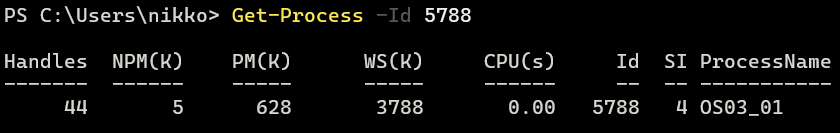 PS C:\Users\nikko> Get-Process -Id 5788
Handles NPM(K) PM(K) WS(K) CPU(s) Id SI ProcessName
------- ------ ----- ----- ------ -- -- -----------
44 5 628 3788 0.00 5788 4 OS03_01